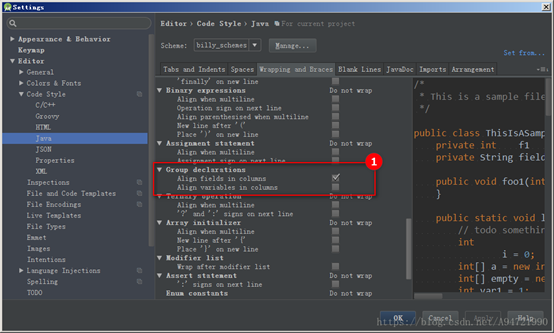 Settings
Appearance & Behavior
Keymap
Editor
General
Colors & Fonts
Code Style
C/C++
Groovy
HTML
Java
JSON
Properties
XML
Inspections
File and Code Templates
File Encodings
Live Templates
File Types
Emmet
Images
Intentions
Language Injections
Spelling
TODO
Editor › Code Style › Java For current project
Scheme: billy_schemes Manage...
Set from...
Tabs and Indents Spaces Wrapping and Braces Blank Lines JavaDoc Imports Arrangement
'finally' on new line
Binary expressions Do not wrap
Align when multiline
Operation sign on next line
Align parenthesised when multiline
New line after '('
Place ')' on new line
Assignment statement Do not wrap
Align when multiline
Assignment sign on next line
1
Group declarations
Align fields in columns
Align variables in columns
Ternary operation Do not wrap
Align when multiline
'?' and ':' signs on next line
Array initializer Do not wrap
Align when multiline
New line after '{'
Place '}' on new line
Modifier list
Wrap after modifier list
Assert statement Do not wrap
':' signs on next line
Enum constants Do not wrap
/*
* This is a sample file
*/
public class ThisIsASamp
private int f1
private String field
public void foo1(int
}
public static void l
// todo somethin
int
i = 0;
int[] a = new in
int[] empty = ne
int var1 = 1;
OK Cancel Apply Help
https://blog.csdn.net/A94721990